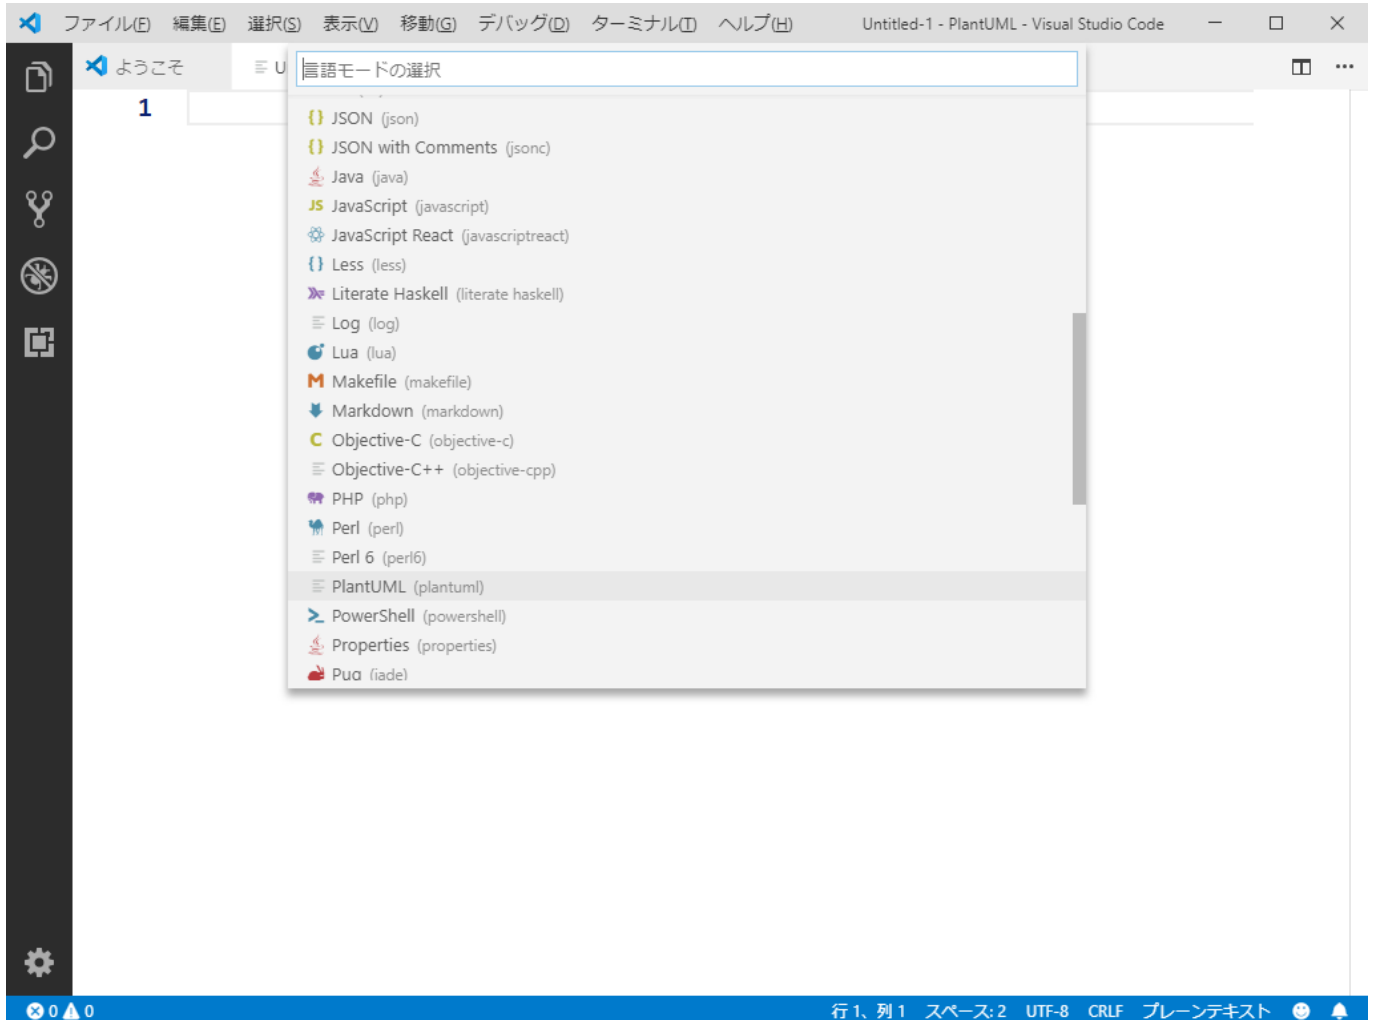 ファイル(F) 編集(E) 選択(S) 表示(V) 移動(G) デバッグ(D) ターミナル(T) ヘルプ(H) Untitled-1 - PlantUML - Visual Studio Code
ようこそ
U
言語モードの選択
1
JSON (json)
JSON with Comments (jsonc)
Java (java)
JS JavaScript (javascript)
JavaScript React (javascriptreact)
Less (less)
Literate Haskell (literate haskell)
Log (log)
Lua (lua)
Makefile (makefile)
Markdown (markdown)
Objective-C (objective-c)
Objective-C++ (objective-cpp)
PHP (php)
Perl (perl)
Perl 6 (perl6)
PlantUML (plantuml)
PowerShell (powershell)
Properties (properties)
Pug (jade)
0 0 行 1、列 1 スペース: 2 UTF-8 CRLF プレーンテキスト